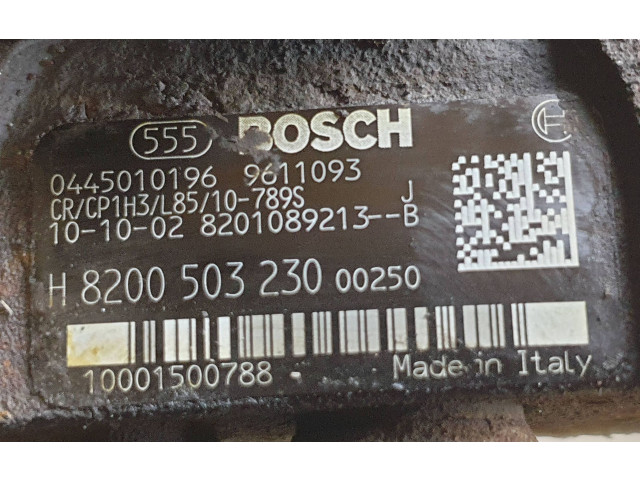 555 BOSCH
0445010196 9611093
CR/CP1H3/L85/10-789S J
10-10-02 8201089213--B
H 8200 503 230 00250
10001500788 - Made in Italy